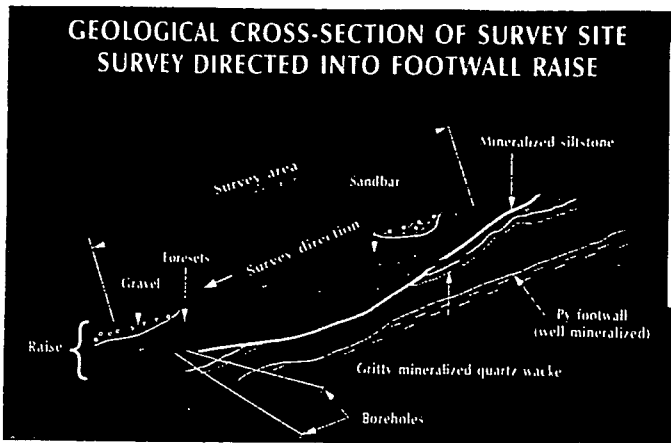 GEOLOGICAL CROSS-SECTION OF SURVEY SITE
SURVEY DIRECTED INTO FOOTWALL RAISE
Mineralized siltstone
Survey area
Sandbar
Foresets
Survey direction
Gravel
Raise
Py footwall
(well mineralized)
Gritty mineralized quartz wacke
Boreholes